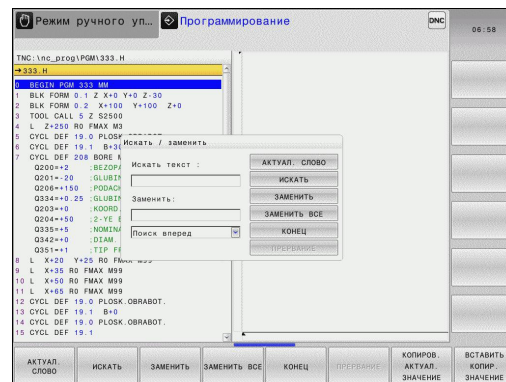 Режим ручного уп…
Программирование
DNC
06:58
TNC:\nc_prog\PGM\333.H
→333.H
0 BEGIN PGM 333 MM
1 BLK FORM 0.1 Z X+0 Y+0 Z-30
2 BLK FORM 0.2 X+100 Y+100 Z+0
3 TOOL CALL 5 Z S2500
4 L Z+250 R0 FMAX M3
5 CYCL DEF 19.0 PLOSK.OBRABOT.
6 CYCL DEF 19.1 B+30
7 CYCL DEF 208 BORE M
Q200=+2 ;BEZOPA
Q201=-20 ;GLUBIN
Q206=+150 ;PODACH
Q334=+0.25 ;GLUBIN
Q203=+0 ;KOORD.
Q204=+50 ;2-YE
Q335=+5 ;NOMINA
Q342=+0 ;DIAM.
Q351=+1 ;TIP F
8 L X+20 Y+25 R0 FMAX M99
9 L X+35 R0 FMAX M99
10 L X+50 R0 FMAX M99
11 L X+65 R0 FMAX M99
12 CYCL DEF 19.0 PLOSK.OBRABOT.
13 CYCL DEF 19.1 B+0
14 CYCL DEF 19.0 PLOSK.OBRABOT.
15 CYCL DEF 19.1
Искать / заменить
Искать текст :
Заменить:
Поиск вперед
АКТУАЛ. СЛОВО
ИСКАТЬ
ЗАМЕНИТЬ
ЗАМЕНИТЬ ВСЕ
КОНЕЦ
ПРЕРВАНИЕ
АКТУАЛ.
СЛОВО
ИСКАТЬ
ЗАМЕНИТЬ
ЗАМЕНИТЬ ВСЕ
КОНЕЦ
ПРЕРВАНИЕ
КОПИРОВ.
АКТУАЛ.
ЗНАЧЕНИЕ
ВСТАВИТЬ
КОПИР.
ЗНАЧЕНИЕ